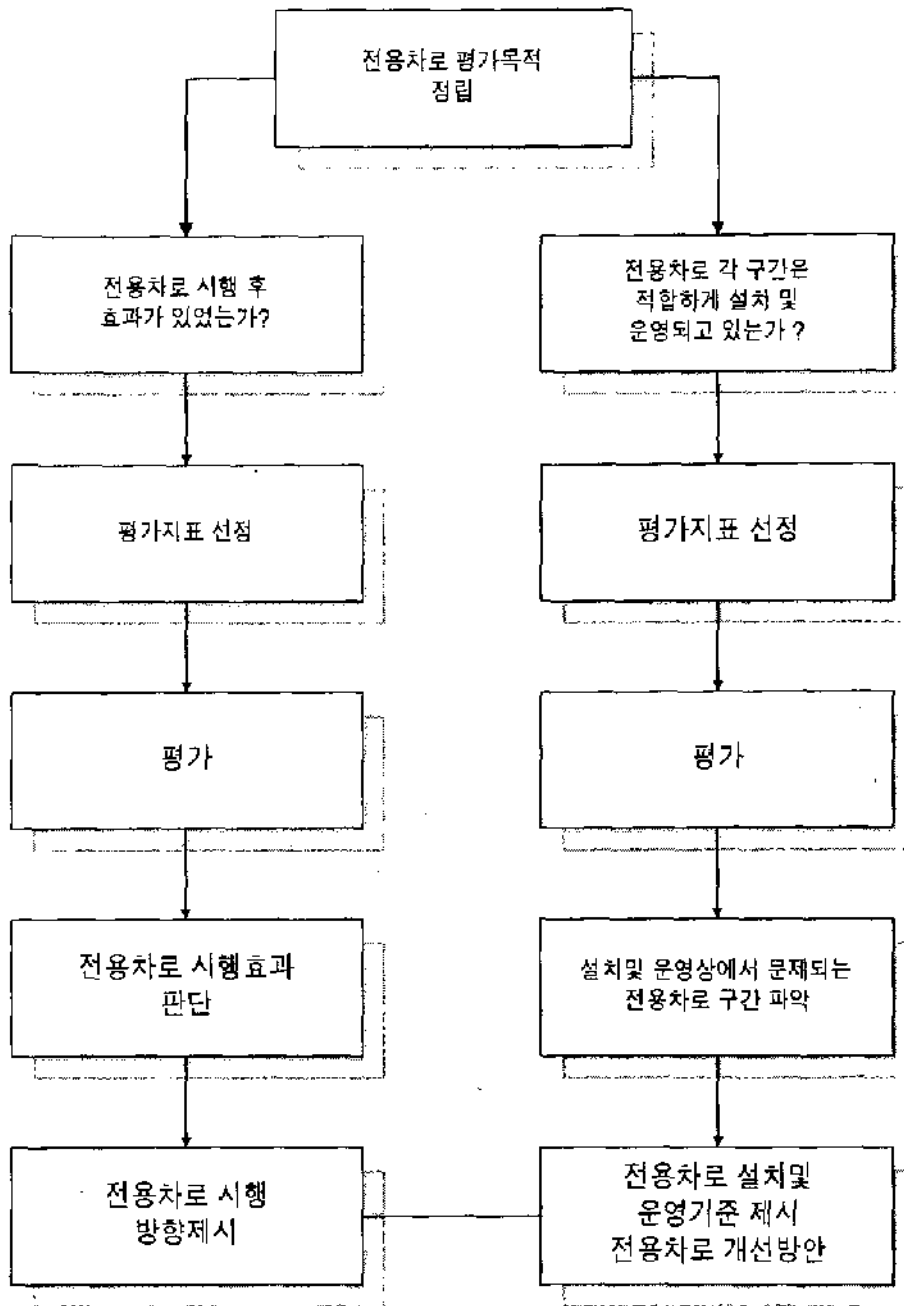 전용차로 평가목적
정립
전용차로 시행 후
효과가 있었는가?
전용차로 각 구간은
적합하게 설치 및
운영되고 있는가 ?
평가지표 선정
평가지표 선정
평가
평가
전용차로 시행효과
판단
설치및 운영상에서 문제되는
전용차로 구간 파악
전용차로 시행
방향제시
전용차로 설치및
운영기준 제시
전용차로 개선방안